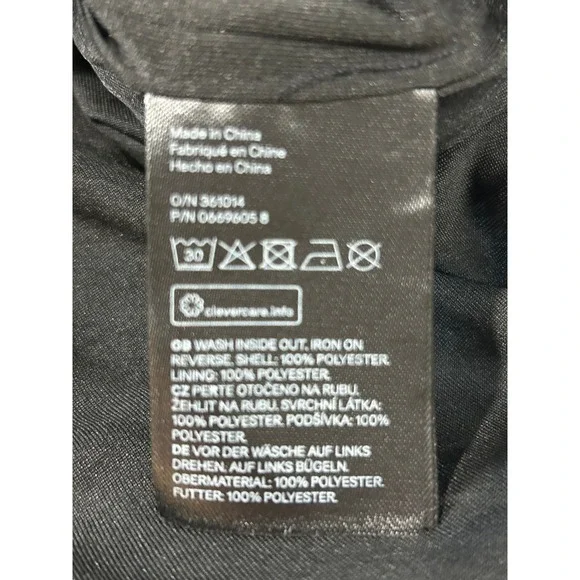 Made in China
Fabriqué en Chine
Hecho en China
O/N 361014
P/N 0669605 8
30
clevercare.info
GB WASH INSIDE OUT. IRON ON
REVERSE. SHELL: 100% POLYESTER.
LINING: 100% POLYESTER.
CZ PERTE OTOČENO NA RUBU.
ŽEHLIT NA RUBU. SVRCHNÍ LÁTKA:
100% POLYESTER. PODŠÍVKA: 100%
POLYESTER.
DE VOR DER WÄSCHE AUF LINKS
DREHEN. AUF LINKS BÜGELN.
OBERMATERIAL: 100% POLYESTER.
FUTTER: 100% POLYESTER.